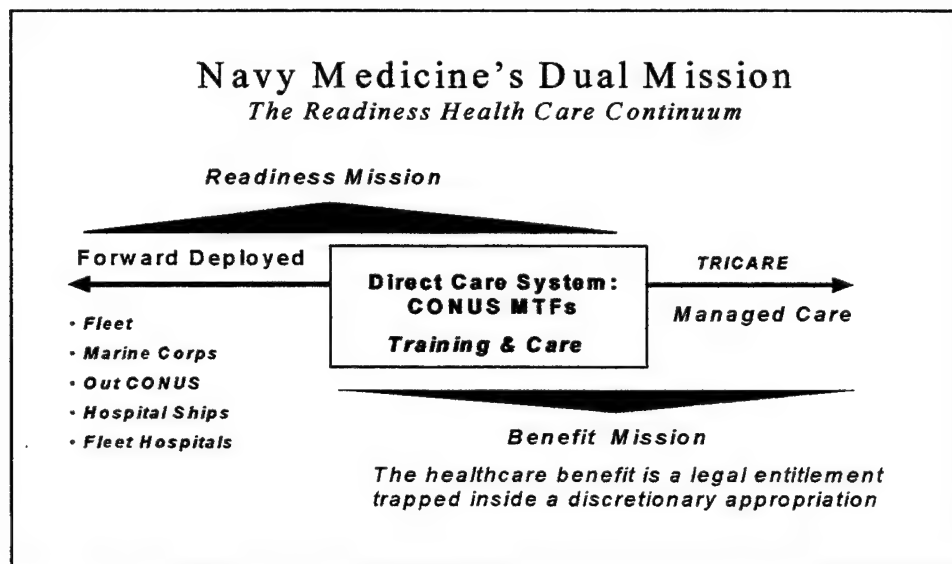 Navy Medicine's Dual Mission
The Readiness Health Care Continuum
Readiness Mission
Forward Deployed
• Fleet
• Marine Corps
• Out CONUS
• Hospital Ships
• Fleet Hospitals
Direct Care System:
CONUS MTFs
Training & Care
TRICARE
Managed Care
Benefit Mission
The healthcare benefit is a legal entitlement
trapped inside a discretionary appropriation